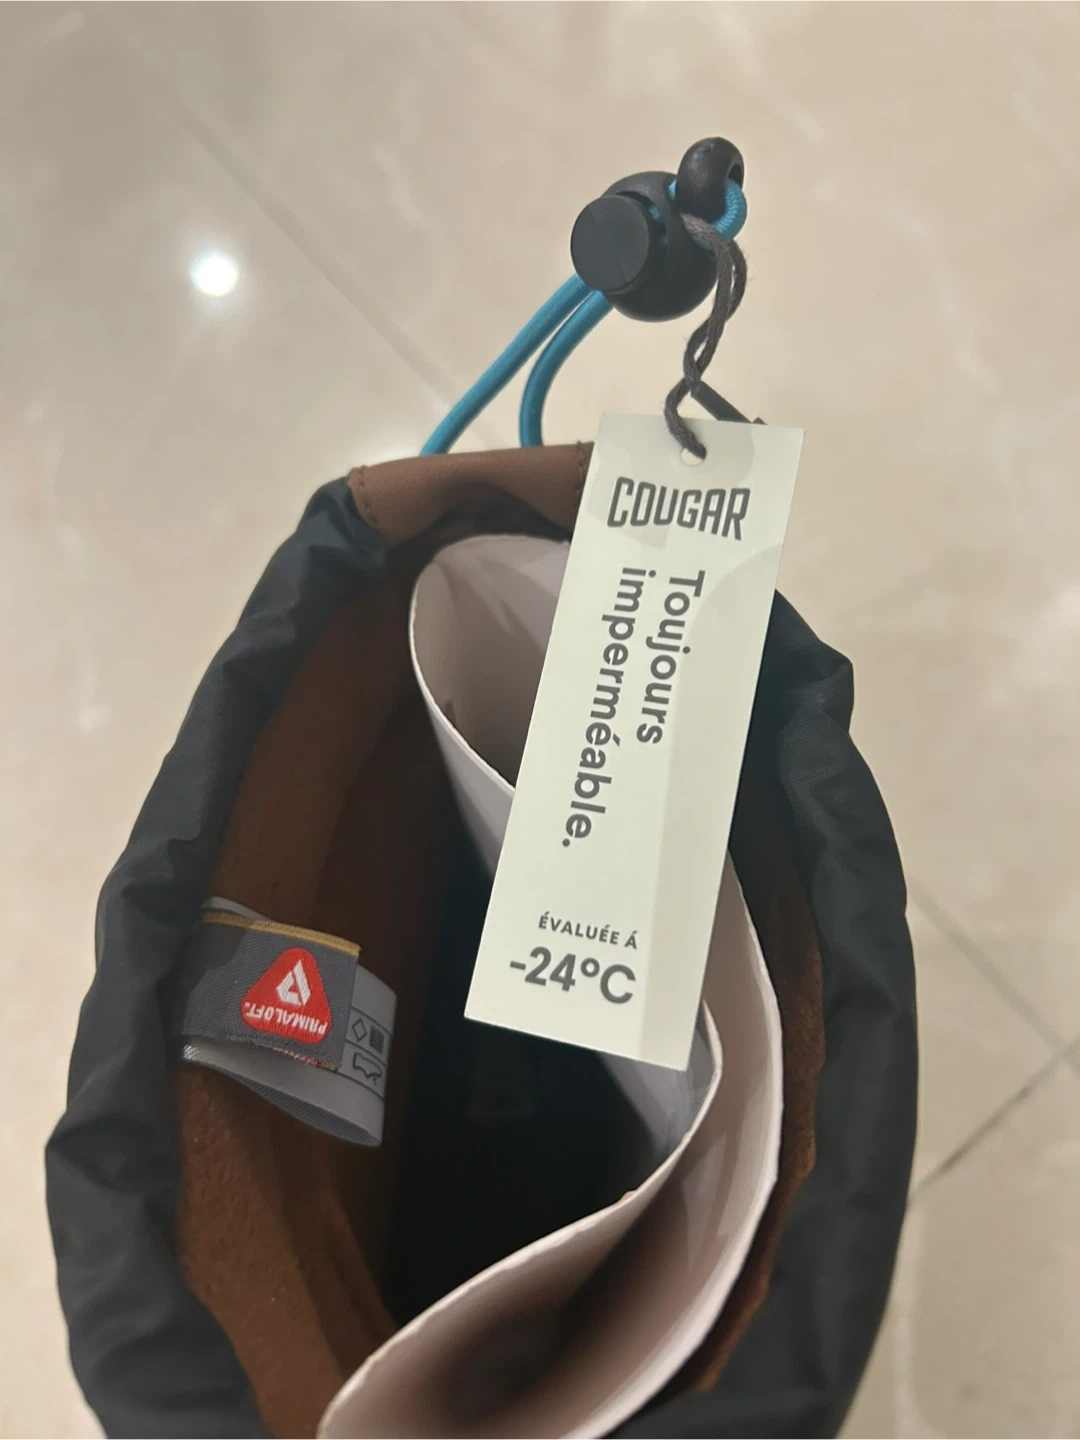 COUGAR
Toujours
imperméable.
ÉVALUÉE Á
-24°C
PRIMALOFT